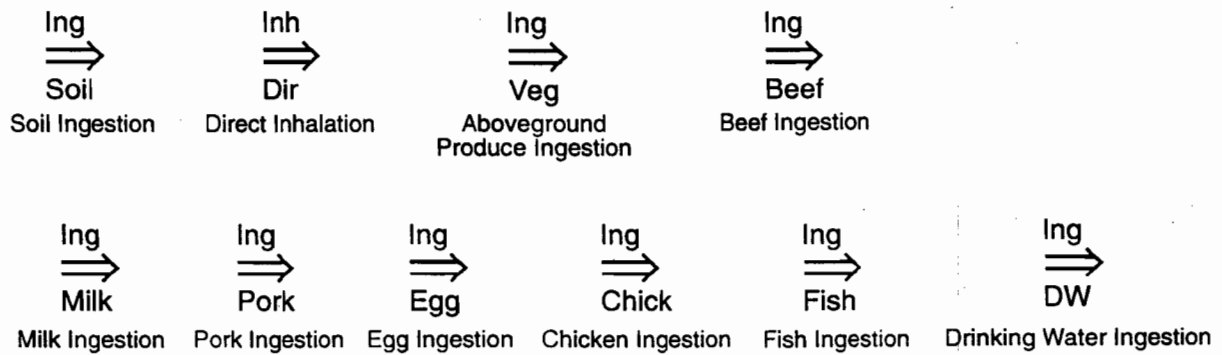 Ing Inh Ing Ing
Soil Dir Veg Beef
Soil Ingestion Direct Inhalation Aboveground Produce Ingestion Beef Ingestion
Ing Ing Ing Ing Ing Ing
Milk Pork Egg Chick Fish DW
Milk Ingestion Pork Ingestion Egg Ingestion Chicken Ingestion Fish Ingestion Drinking Water Ingestion